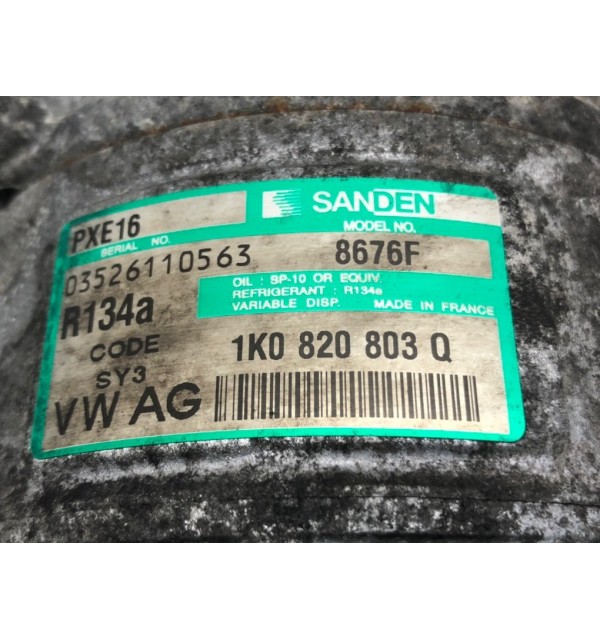 PXE16
SANDEN
SERIAL NO.
MODEL NO.
03526110563
8676F
R134a
OIL : SP-10 OR EQUIV.
REFRIGERANT : R134a
VARIABLE DISP. MADE IN FRANCE
CODE
SY3
1K0 820 803 Q
VW AG